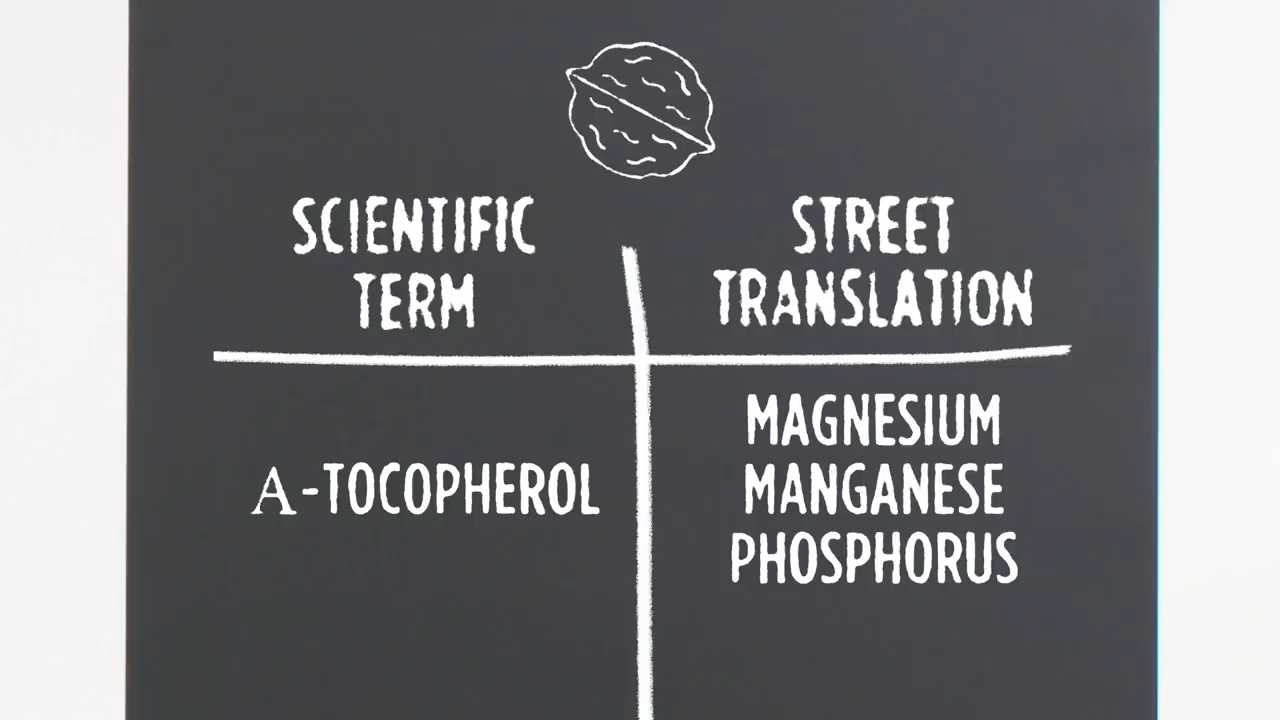 SCIENTIFIC
TERM
STREET
TRANSLATION
A-TOCOPHEROL
MAGNESIUM
MANGANESE
PHOSPHORUS